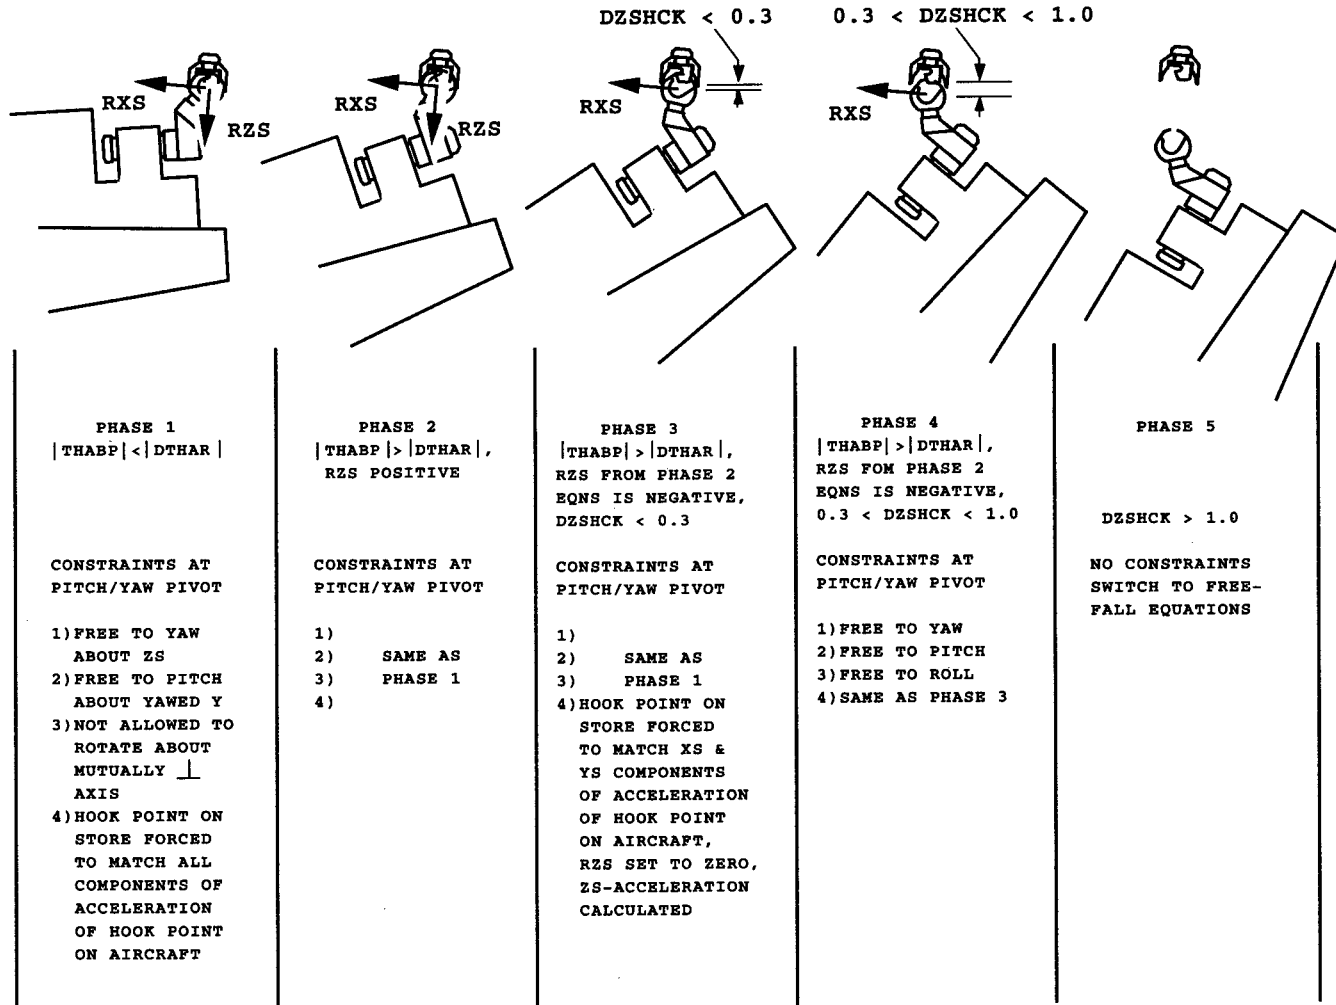 DZSHCK < 0.3
0.3 < DZSHCK < 1.0
RXS
RZS
RXS
RZS
RXS
RXS
PHASE 1
|THABP|<|DTHAR|
CONSTRAINTS AT
PITCH/YAW PIVOT
1)FREE TO YAW
ABOUT ZS
2)FREE TO PITCH
ABOUT YAWED Y
3)NOT ALLOWED TO
ROTATE ABOUT
MUTUALLY ⊥
AXIS
4)HOOK POINT ON
STORE FORCED
TO MATCH ALL
COMPONENTS OF
ACCELERATION
OF HOOK POINT
ON AIRCRAFT
PHASE 2
|THABP|>|DTHAR|,
RZS POSITIVE
CONSTRAINTS AT
PITCH/YAW PIVOT
1)
2) SAME AS
3) PHASE 1
4)
PHASE 3
|THABP|>|DTHAR|,
RZS FROM PHASE 2
EQNS IS NEGATIVE,
DZSHCK < 0.3
CONSTRAINTS AT
PITCH/YAW PIVOT
1)
2) SAME AS
3) PHASE 1
4)HOOK POINT ON
STORE FORCED
TO MATCH XS &
YS COMPONENTS
OF ACCELERATION
OF HOOK POINT
ON AIRCRAFT,
RZS SET TO ZERO,
ZS-ACCELERATION
CALCULATED
PHASE 4
|THABP|>|DTHAR|,
RZS FOM PHASE 2
EQNS IS NEGATIVE,
0.3 < DZSHCK < 1.0
CONSTRAINTS AT
PITCH/YAW PIVOT
1)FREE TO YAW
2)FREE TO PITCH
3)FREE TO ROLL
4)SAME AS PHASE 3
PHASE 5
DZSHCK > 1.0
NO CONSTRAINTS
SWITCH TO FREE-
FALL EQUATIONS